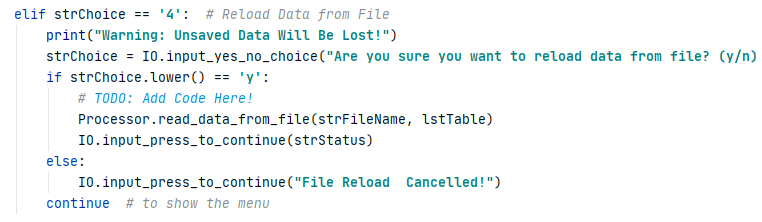 elif strChoice == '4':  # Reload Data from File
    print("Warning: Unsaved Data Will Be Lost!")
    strChoice = IO.input_yes_no_choice("Are you sure you want to reload data from file? (y/n)
    if strChoice.lower() == 'y':
        # TODO: Add Code Here!
        Processor.read_data_from_file(strFileName, lstTable)
        IO.input_press_to_continue(strStatus)
    else:
        IO.input_press_to_continue("File Reload  Cancelled!")
    continue  # to show the menu